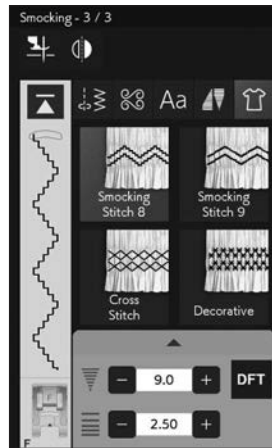 Smocking - 3 / 3
Aa
Smocking
Stitch 8
Smocking
Stitch 9
Cross
Stitch
Decorative
9.0
DFT
2.50
F